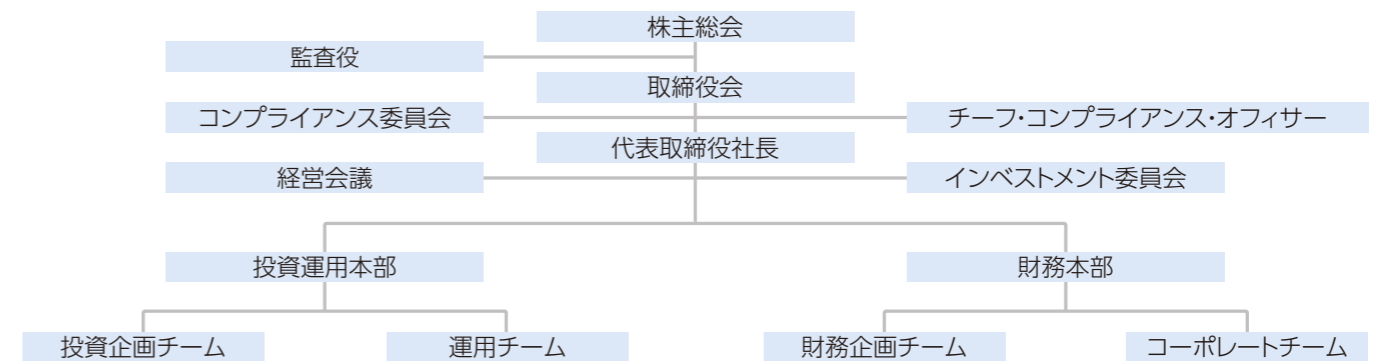 株主総会
監査役
取締役会
コンプライアンス委員会
チーフ・コンプライアンス・オフィサー
代表取締役社長
経営会議
インベストメント委員会
投資運用本部
財務本部
投資企画チーム
運用チーム
財務企画チーム
コーポレートチーム